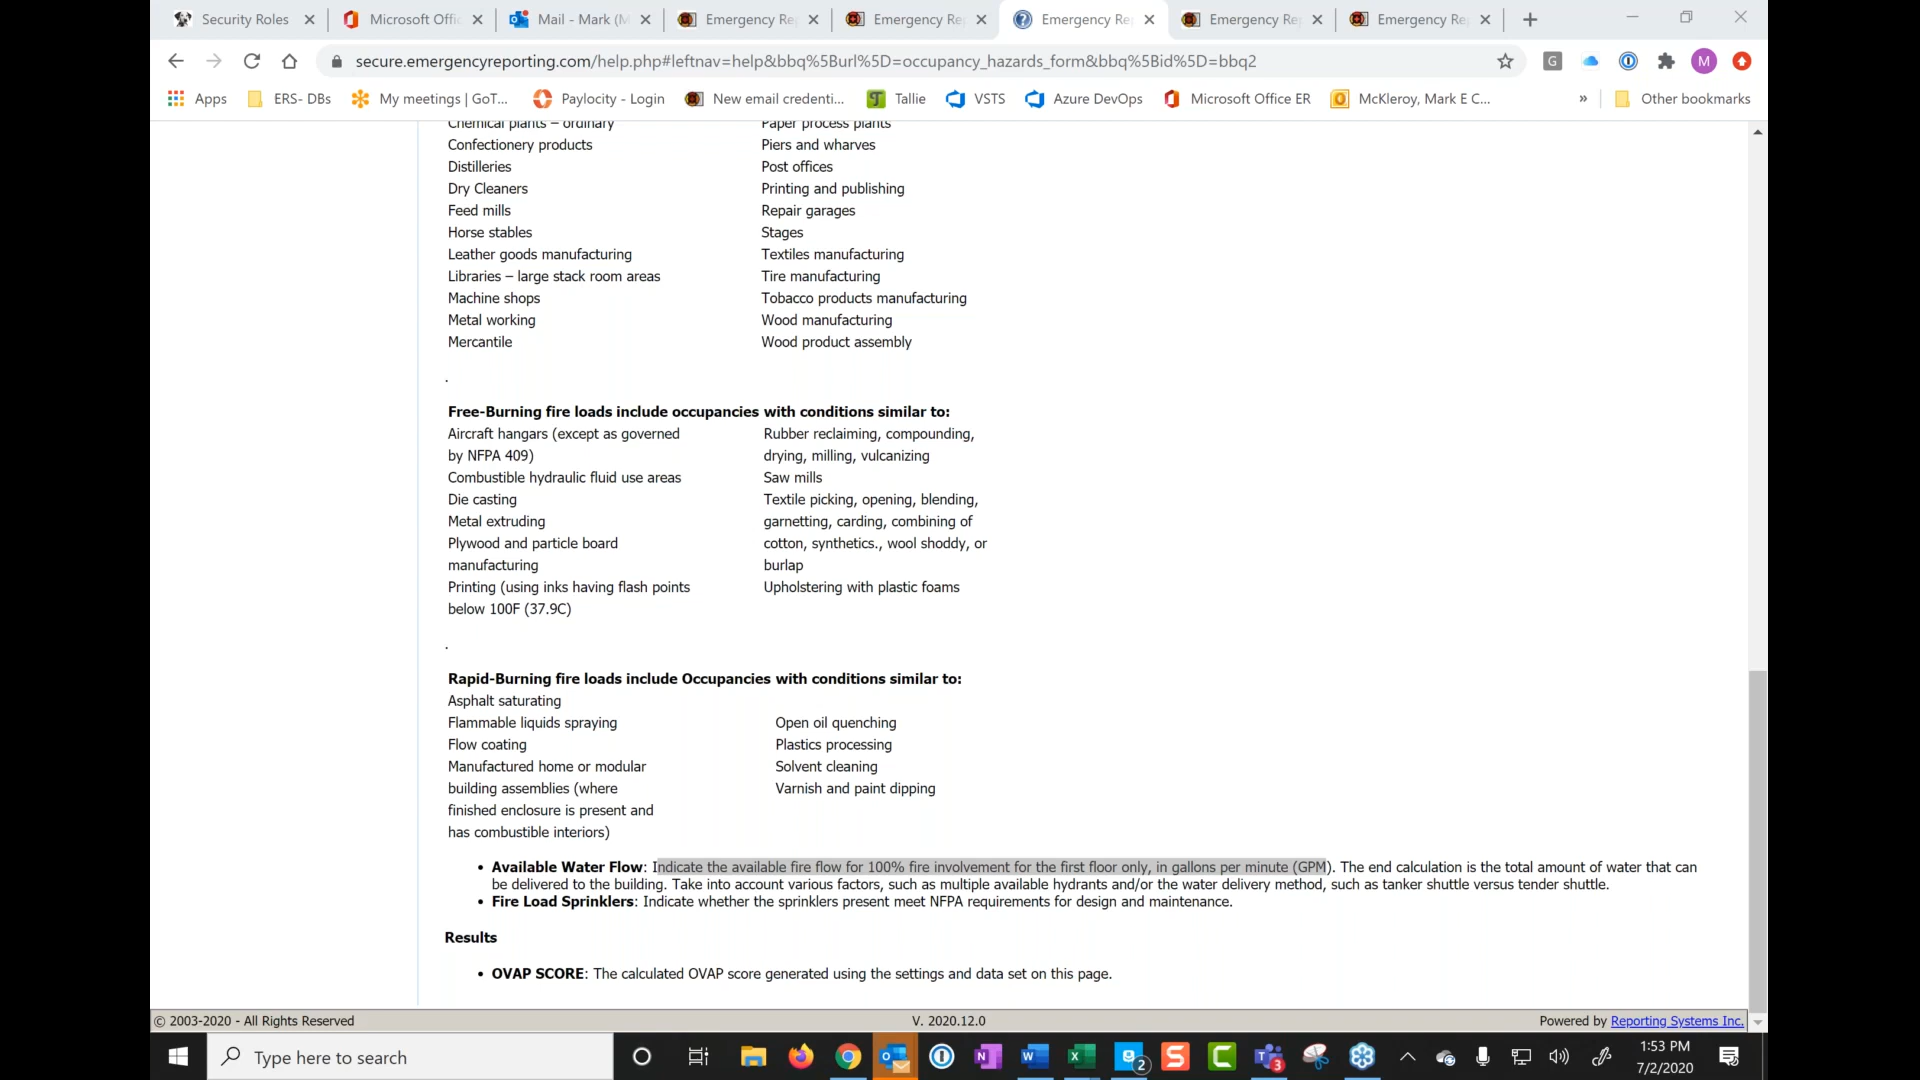 Security Roles
Microsoft Offic
Mail - Mark (M
Emergency Re
Emergency Re
Emergency Re
Emergency Re
Emergency Re
secure.emergencyreporting.com/help.php#leftnav=help&bbq%5Burl%5D=occupancy_hazards_form&bbq%5Bid%5D=bbq2
G
M
Apps
ERS- DBs
My meetings | GoT...
Paylocity - Login
New email credenti...
Tallie
VSTS
Azure DevOps
Microsoft Office ER
McKleroy, Mark E C...
»
Other bookmarks
Chemical plants – ordinary
Confectionery products
Distilleries
Dry Cleaners
Feed mills
Horse stables
Leather goods manufacturing
Libraries – large stack room areas
Machine shops
Metal working
Mercantile
Paper process plants
Piers and wharves
Post offices
Printing and publishing
Repair garages
Stages
Textiles manufacturing
Tire manufacturing
Tobacco products manufacturing
Wood manufacturing
Wood product assembly
.
Free-Burning fire loads include occupancies with conditions similar to:
Aircraft hangars (except as governed
by NFPA 409)
Combustible hydraulic fluid use areas
Die casting
Metal extruding
Plywood and particle board
manufacturing
Printing (using inks having flash points
below 100F (37.9C)
Rubber reclaiming, compounding,
drying, milling, vulcanizing
Saw mills
Textile picking, opening, blending,
garnetting, carding, combining of
cotton, synthetics., wool shoddy, or
burlap
Upholstering with plastic foams
.
Rapid-Burning fire loads include Occupancies with conditions similar to:
Asphalt saturating
Flammable liquids spraying
Flow coating
Manufactured home or modular
building assemblies (where
finished enclosure is present and
has combustible interiors)
Open oil quenching
Plastics processing
Solvent cleaning
Varnish and paint dipping
• Available Water Flow: Indicate the available fire flow for 100% fire involvement for the first floor only, in gallons per minute (GPM). The end calculation is the total amount of water that can
be delivered to the building. Take into account various factors, such as multiple available hydrants and/or the water delivery method, such as tanker shuttle versus tender shuttle.
• Fire Load Sprinklers: Indicate whether the sprinklers present meet NFPA requirements for design and maintenance.
Results
• OVAP SCORE: The calculated OVAP score generated using the settings and data set on this page.
© 2003-2020 - All Rights Reserved
V. 2020.12.0
Powered by Reporting Systems Inc.
Type here to search
2
3
1:53 PM
7/2/2020